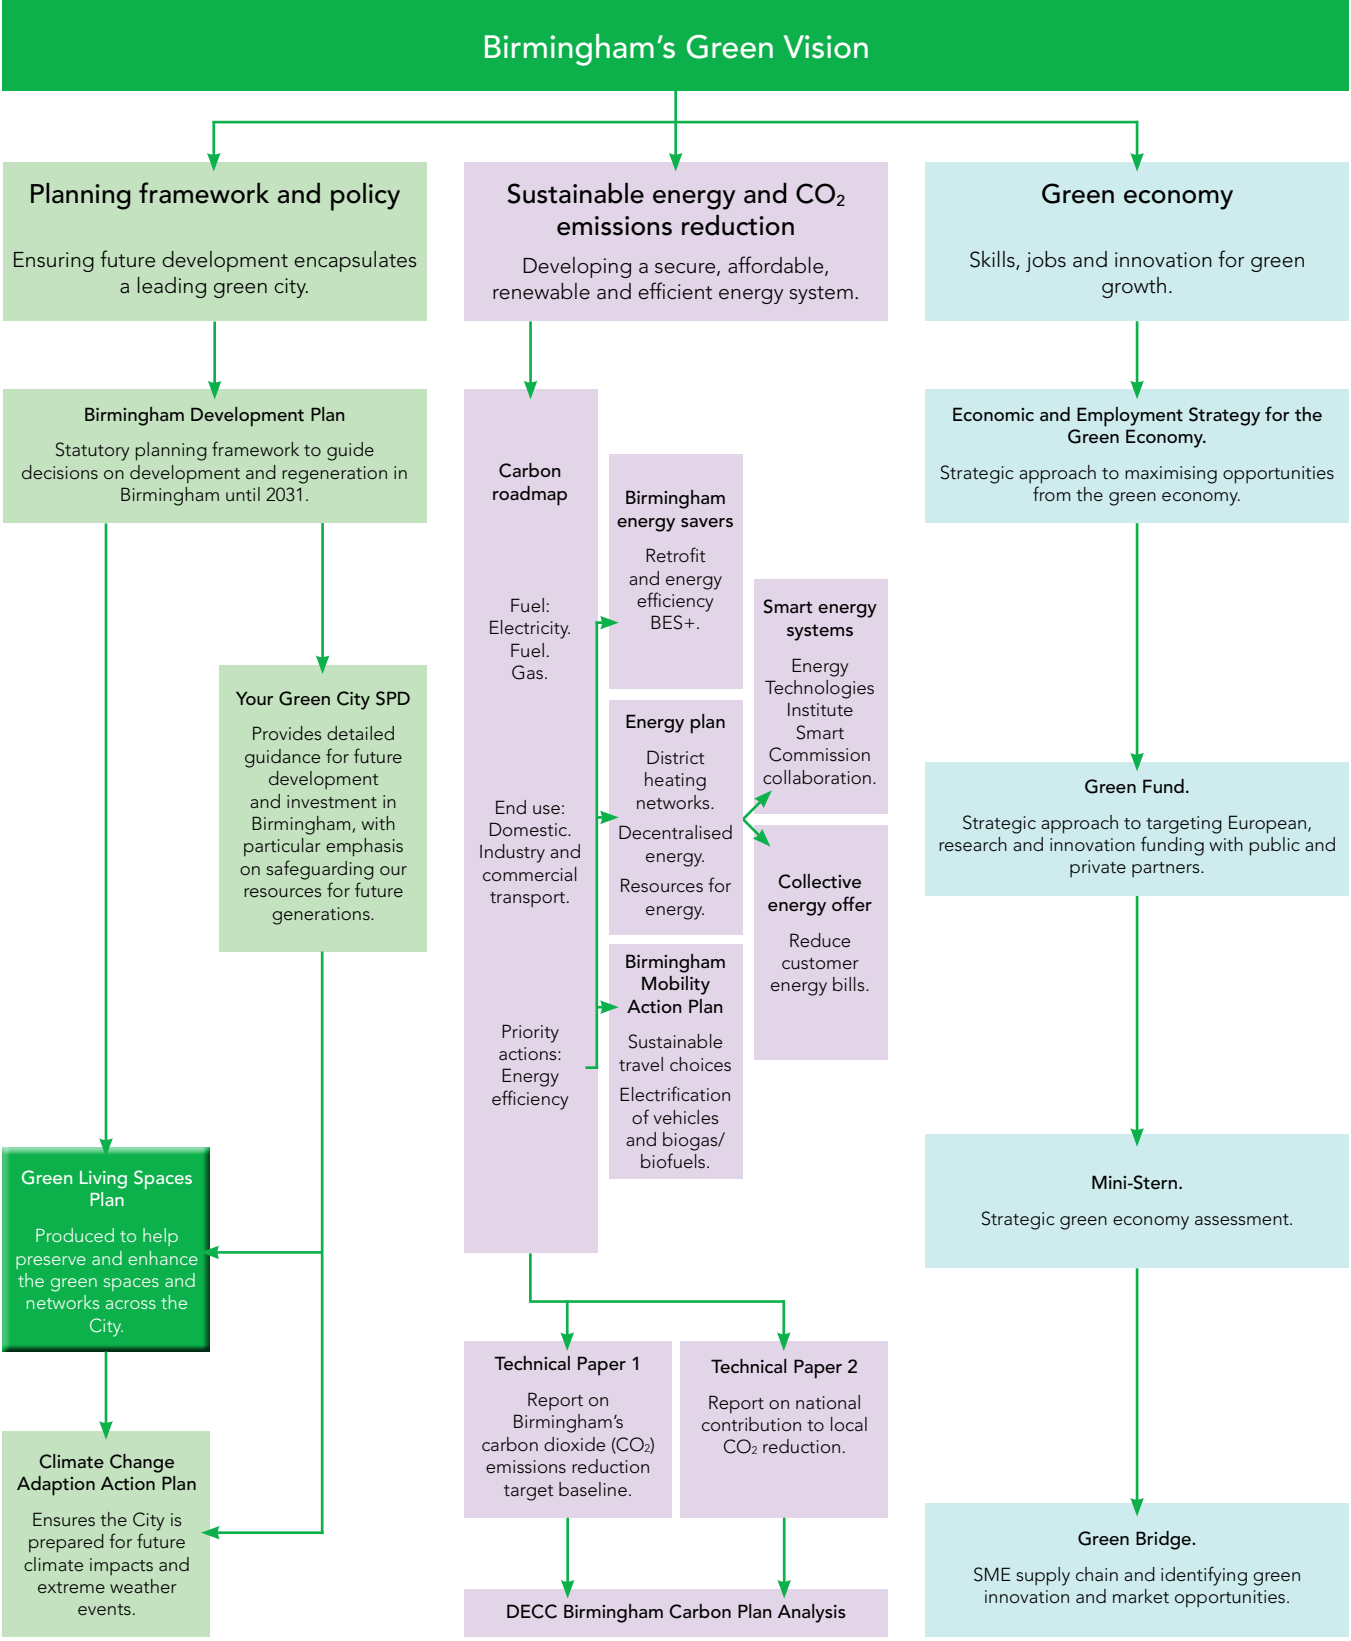 Birmingham’s Green Vision
Planning framework and policy
Ensuring future development encapsulates
a leading green city.
Birmingham Development Plan
Statutory planning framework to guide
decisions on development and regeneration in
Birmingham until 2031.
Your Green City SPD
Provides detailed
guidance for future
development
and investment in
Birmingham, with
particular emphasis
on safeguarding our
resources for future
generations.
Green Living Spaces
Plan
Produced to help
preserve and enhance
the green spaces and
networks across the
City.
Climate Change
Adaption Action Plan
Ensures the City is
prepared for future
climate impacts and
extreme weather
events.
Sustainable energy and CO₂
emissions reduction
Developing a secure, affordable,
renewable and efficient energy system.
Carbon
roadmap
Fuel:
Electricity.
Fuel.
Gas.
End use:
Domestic.
Industry and
commercial
transport.
Priority
actions:
Energy
efficiency
Birmingham
energy savers
Retrofit
and energy
efficiency
BES+.
Energy plan
District
heating
networks.
Decentralised
energy.
Resources for
energy.
Birmingham
Mobility
Action Plan
Sustainable
travel choices
Electrification
of vehicles
and biogas/
biofuels.
Smart energy
systems
Energy
Technologies
Institute
Smart
Commission
collaboration.
Collective
energy offer
Reduce
customer
energy bills.
Technical Paper 1
Report on
Birmingham’s
carbon dioxide (CO₂)
emissions reduction
target baseline.
Technical Paper 2
Report on national
contribution to local
CO₂ reduction.
DECC Birmingham Carbon Plan Analysis
Green economy
Skills, jobs and innovation for green
growth.
Economic and Employment Strategy for the
Green Economy.
Strategic approach to maximising opportunities
from the green economy.
Green Fund.
Strategic approach to targeting European,
research and innovation funding with public and
private partners.
Mini-Stern.
Strategic green economy assessment.
Green Bridge.
SME supply chain and identifying green
innovation and market opportunities.